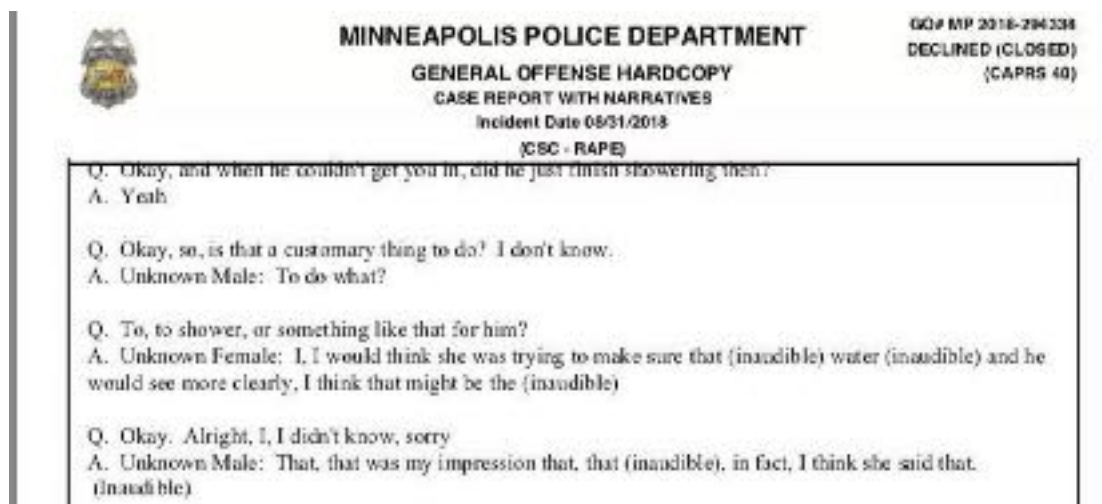 MINNEAPOLIS POLICE DEPARTMENT
GO# MP 2018-294338
DECLINED (CLOSED)
(CAPRS 40)
GENERAL OFFENSE HARDCOPY
CASE REPORT WITH NARRATIVES
Incident Date 08/31/2018
(CSC - RAPE)
Q. Okay, and when he couldn't get you in, did he just finish showering then?
A. Yeah
Q. Okay, so, is that a customary thing to do? I don't know.
A. Unknown Male: To do what?
Q. To, to shower, or something like that for him?
A. Unknown Female: I, I would think she was trying to make sure that (inaudible) water (inaudible) and he
would see more clearly, I think that might be the (inaudible)
Q. Okay. Alright, I, I didn't know, sorry
A. Unknown Male: That, that was my impression that, that (inaudible), in fact, I think she said that.
(Inaudible)